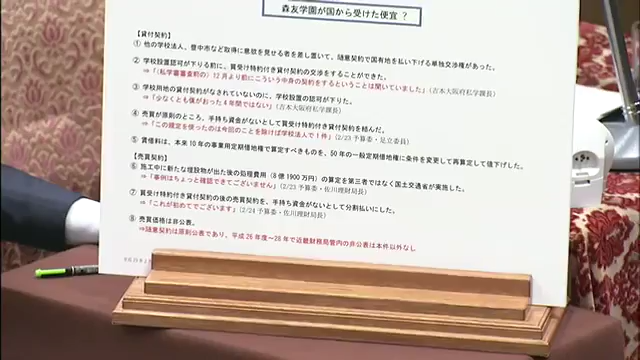 森友学園が国から受けた便宜？
【貸付契約】
① 他の学校法人、豊中市など取得に意欲を見せる者を差し置いて、随意契約で国有地を払い下げる単独交渉権があった。
② 学校設置認可が下りる前に、買受け特約付き貸付契約の交渉をすることができた。
⇒「（私学審審査前の）12月より前にこういう中身の契約をするということは聞いていました」（吉本大阪府私学課長）
③ 学校用地の貸付契約がなされていないのに、学校設置の認可が下りた。
⇒「少なくとも僕がおった４年間ではない」（吉本大阪府私学課長）
④ 売買が原則のところ、手持ち資金がないとして買受け特約付き貸付契約を結んだ。
⇒「この規定を使ったのは今回のことを除けば学校法人で１件」（2/23予算委・足立委員）
⑤ 賃借料は、本来10年の事業用定期借地権で算定すべきものを、50年の一般定期借地権に条件を変更して再算定して値下げした。
【売買契約】
⑥ 施工中に新たな埋設物が出た後の処理費用（８億1900万円）の算定を第三者ではなく国土交通省が実施した。
⇒「事例はちょっと確認できてございません」（2/23予算委・佐川理財局長）
⑦ 買受け特約付き貸付契約の後の売買契約を、手持ち資金がないとして分割払いにした。
⇒「これが初めてでございます」（2/24予算委・佐川理財局長）
⑧ 売買価格は非公表。
⇒随意契約は原則公表であり、平成26年度～28年で近畿財務局管内の非公表は本件以外なし